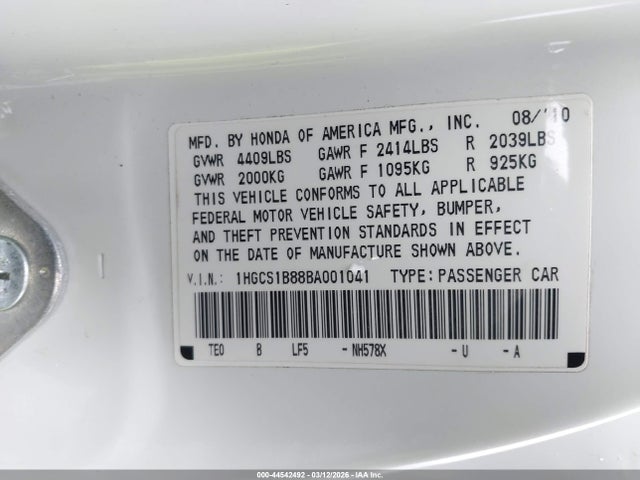 08/'10
MFD. BY HONDA OF AMERICA MFG., INC.
GVWR 4409LBS GAWR F 2414LBS R 2039LBS
GVWR 2000KG GAWR F 1095KG R 925KG
THIS VEHICLE CONFORMS TO ALL APPLICABLE
FEDERAL MOTOR VEHICLE SAFETY, BUMPER,
AND THEFT PREVENTION STANDARDS IN EFFECT
ON THE DATE OF MANUFACTURE SHOWN ABOVE.
V.I.N.: 1HGCS1B88BA001041 TYPE: PASSENGER CAR
TE0 B LF5 - NH578X - U - A
000-44542492 - 03/12/2026 - IAA Inc.